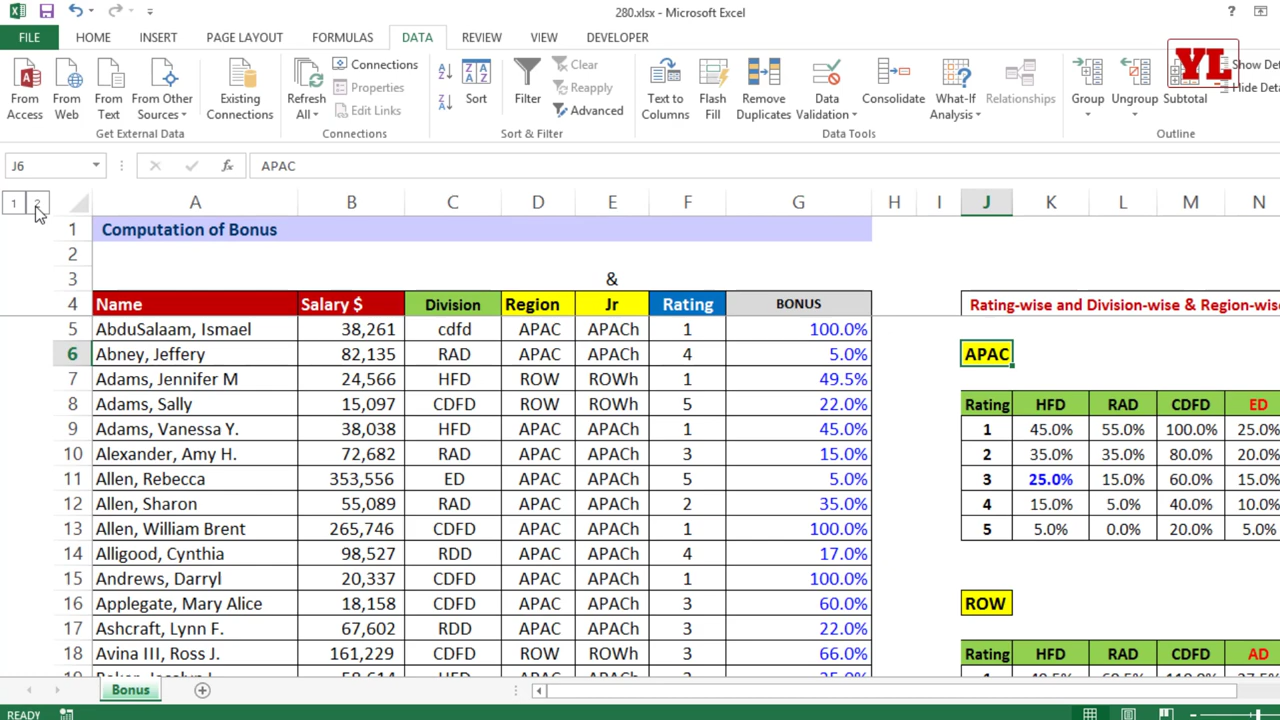 280.xlsx - Microsoft Excel
?
FILE HOME INSERT PAGE LAYOUT FORMULAS DATA REVIEW VIEW DEVELOPER
From Access
From Web
From Text
From Other Sources
Get External Data
Existing Connections
Refresh All
Connections
Properties
Edit Links
Connections
Sort
Filter
Clear
Reapply
Advanced
Sort & Filter
Text to Columns
Flash Fill
Remove Duplicates
Data Validation
Consolidate
What-If Analysis
Relationships
Data Tools
Group
Ungroup
Subtotal
Show De
Hide Deta
Outline
YL
J6 fx APAC
1 2 A B C D E F G H I J K L M N
1 Computation of Bonus
2
3 &
4 Name Salary $ Division Region Jr Rating BONUS Rating-wise and Division-wise & Region-wise
5 AbduSalaam, Ismael 38,261 cdfd APAC APACh 1 100.0%
6 Abney, Jeffery 82,135 RAD APAC APACh 4 5.0% APAC
7 Adams, Jennifer M 24,566 HFD ROW ROWh 1 49.5%
8 Adams, Sally 15,097 CDFD ROW ROWh 5 22.0% Rating HFD RAD CDFD ED
9 Adams, Vanessa Y. 38,038 HFD APAC APACh 1 45.0% 1 45.0% 55.0% 100.0% 25.0%
10 Alexander, Amy H. 72,682 RAD APAC APACh 3 15.0% 2 35.0% 35.0% 80.0% 20.0%
11 Allen, Rebecca 353,556 ED APAC APACh 5 5.0% 3 25.0% 15.0% 60.0% 15.0%
12 Allen, Sharon 55,089 RAD APAC APACh 2 35.0% 4 15.0% 5.0% 40.0% 10.0%
13 Allen, William Brent 265,746 CDFD APAC APACh 1 100.0% 5 5.0% 0.0% 20.0% 5.0%
14 Alligood, Cynthia 98,527 RDD APAC APACh 4 17.0%
15 Andrews, Darryl 20,337 CDFD APAC APACh 1 100.0%
16 Applegate, Mary Alice 18,158 CDFD APAC APACh 3 60.0% ROW
17 Ashcraft, Lynn F. 67,602 RDD APAC APACh 3 22.0%
18 Avina III, Ross J. 161,229 CDFD ROW ROWh 3 66.0% Rating HFD RAD CDFD AD
Bonus
READY